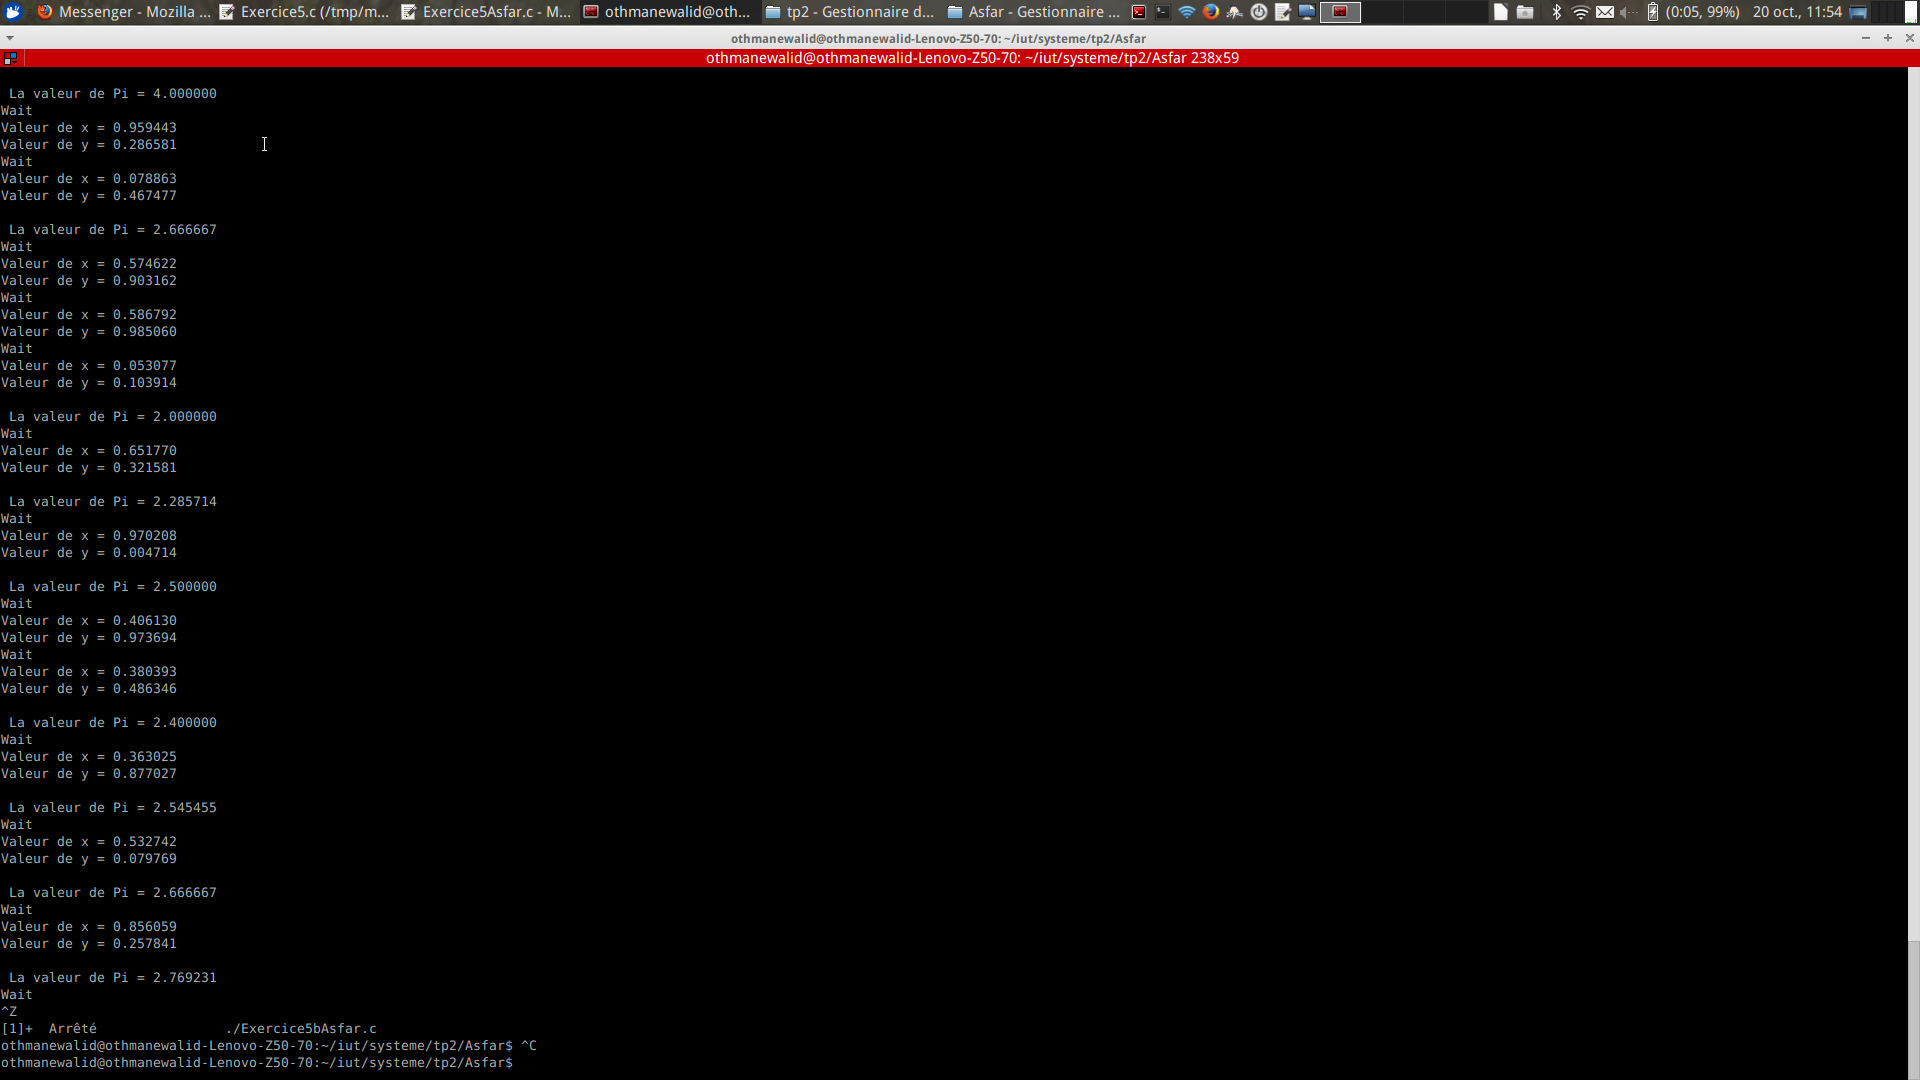 Messenger - Mozilla ... Exercice5.c (/tmp/m... Exercice5Asfar.c - M... othmanewalid@oth... tp2 - Gestionnaire d... Asfar - Gestionnaire ... (0:05, 99%) 20 oct., 11:54
othmanewalid@othmanewalid-Lenovo-Z50-70: ~/iut/systeme/tp2/Asfar
othmanewalid@othmanewalid-Lenovo-Z50-70: ~/iut/systeme/tp2/Asfar 238x59
La valeur de Pi = 4.000000
Wait
Valeur de x = 0.959443
Valeur de y = 0.286581
Wait
Valeur de x = 0.078863
Valeur de y = 0.467477
La valeur de Pi = 2.666667
Wait
Valeur de x = 0.574622
Valeur de y = 0.903162
Wait
Valeur de x = 0.586792
Valeur de y = 0.985060
Wait
Valeur de x = 0.053077
Valeur de y = 0.103914
La valeur de Pi = 2.000000
Wait
Valeur de x = 0.651770
Valeur de y = 0.321581
La valeur de Pi = 2.285714
Wait
Valeur de x = 0.970208
Valeur de y = 0.004714
La valeur de Pi = 2.500000
Wait
Valeur de x = 0.406130
Valeur de y = 0.973694
Wait
Valeur de x = 0.380393
Valeur de y = 0.486346
La valeur de Pi = 2.400000
Wait
Valeur de x = 0.363025
Valeur de y = 0.877027
La valeur de Pi = 2.545455
Wait
Valeur de x = 0.532742
Valeur de y = 0.079769
La valeur de Pi = 2.666667
Wait
Valeur de x = 0.856059
Valeur de y = 0.257841
La valeur de Pi = 2.769231
Wait
^Z
[1]+  Arrêté                ./Exercice5bAsfar.c
othmanewalid@othmanewalid-Lenovo-Z50-70:~/iut/systeme/tp2/Asfar$ ^C
othmanewalid@othmanewalid-Lenovo-Z50-70:~/iut/systeme/tp2/Asfar$